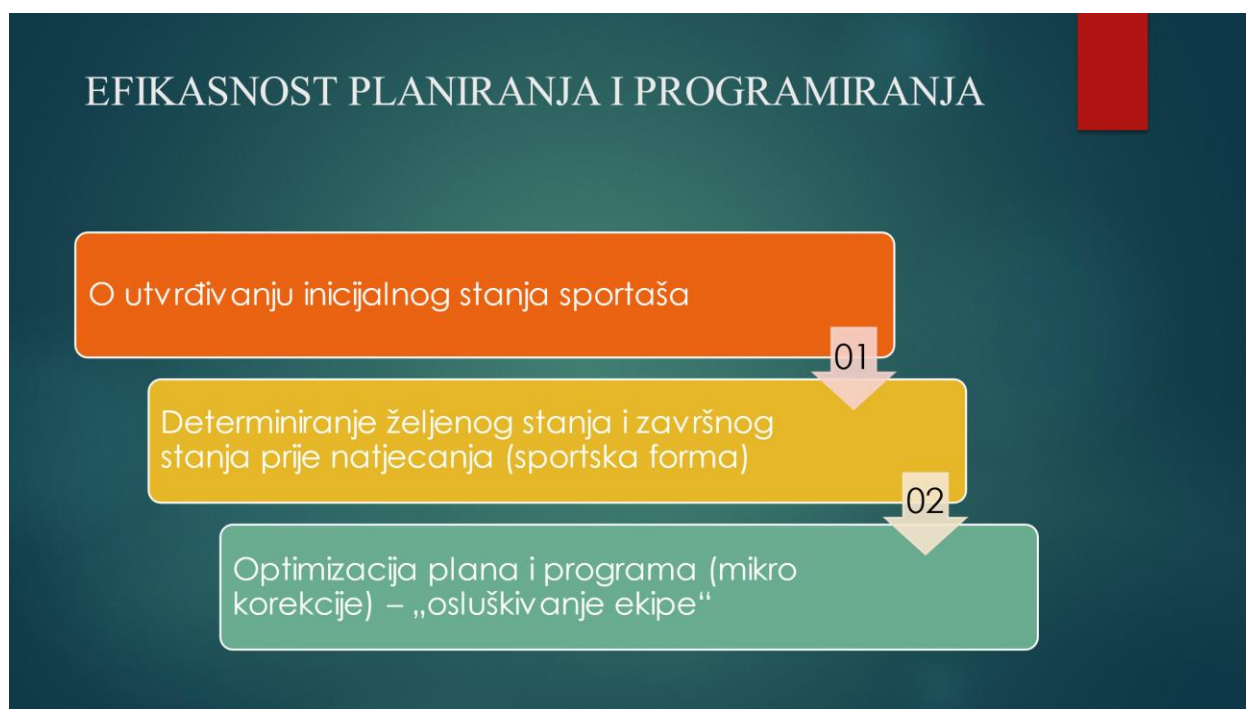 EFIKASNOST PLANIRANJA I PROGRAMIRANJA
O utvrđivanju inicijalnog stanja sportaša
01
Determiniranje željenog stanja i završnog
stanja prije natjecanja (sportska forma)
02
Optimizacija plana i programa (mikro
korekcije) – „osluškivanje ekipe“